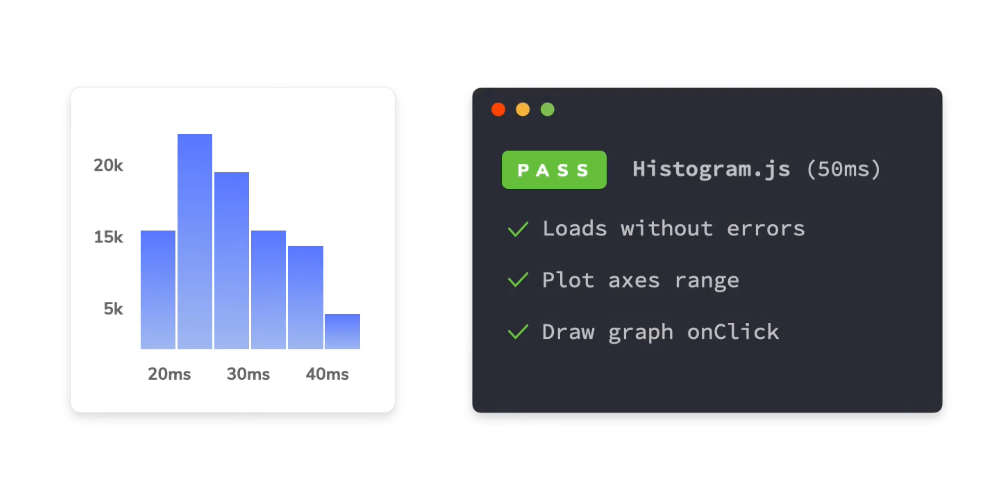 20k
15k
5k
20ms 30ms 40ms
PASS Histogram.js (50ms)
Loads without errors
Plot axes range
Draw graph onClick